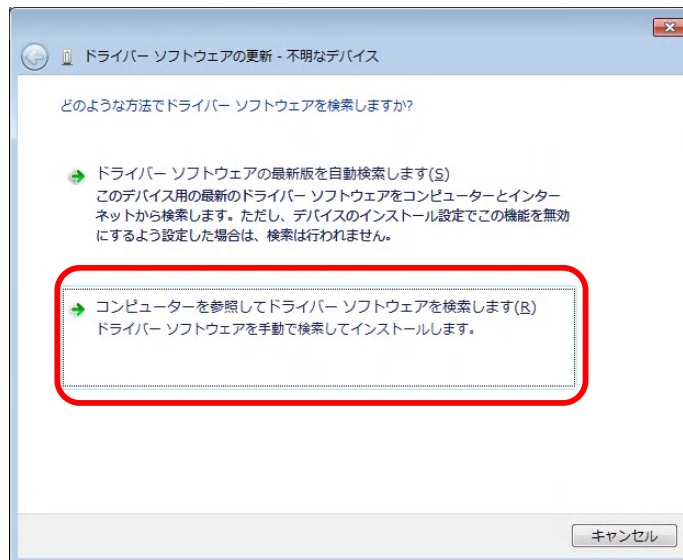 ドライバー ソフトウェアの更新 - 不明なデバイス
どのような方法でドライバー ソフトウェアを検索しますか?
ドライバー ソフトウェアの最新版を自動検索します(S)
このデバイス用の最新のドライバー ソフトウェアをコンピューターとインター
ネットから検索します。ただし、デバイスのインストール設定でこの機能を無効
にするよう設定した場合は、検索は行われません。
コンピューターを参照してドライバー ソフトウェアを検索します(R)
ドライバー ソフトウェアを手動で検索してインストールします。
キャンセル